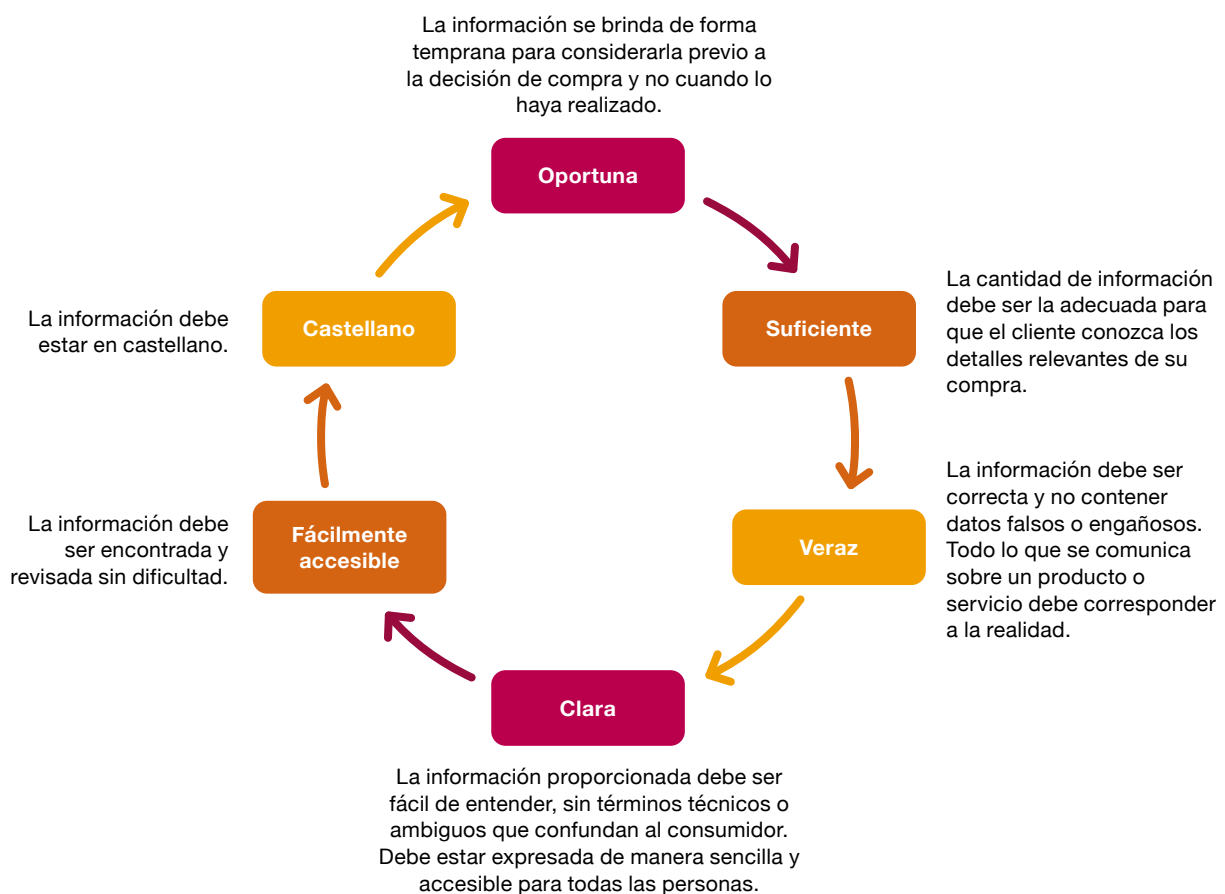 La información se brinda de forma
temprana para considerarla previo a
la decisión de compra y no cuando lo
haya realizado.
Oportuna
La cantidad de información
debe ser la adecuada para
que el cliente conozca los
detalles relevantes de su
compra.
Suficiente
La información debe ser
correcta y no contener
datos falsos o engañosos.
Todo lo que se comunica
sobre un producto o
servicio debe corresponder
a la realidad.
Veraz
Clara
La información proporcionada debe ser
fácil de entender, sin términos técnicos o
ambiguos que confundan al consumidor.
Debe estar expresada de manera sencilla y
accesible para todas las personas.
Fácilmente
accesible
La información debe
ser encontrada y
revisada sin dificultad.
Castellano
La información debe
estar en castellano.